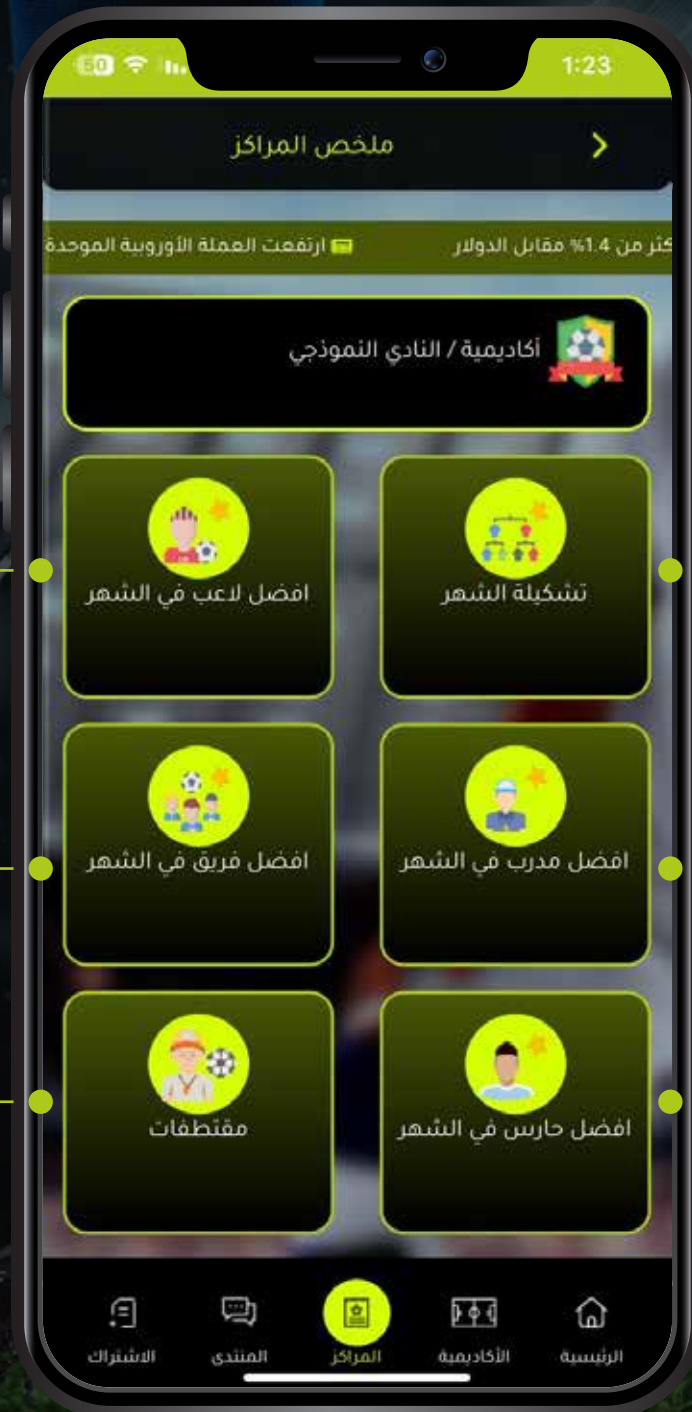 60 1:23
ملخص المراكز
كثر من 1.4% مقابل الدولار ارتفعت العملة الأوروبية الموحدة
أكاديمية / النادي النموذجي
تشكيلة الشهر
افضل لاعب في الشهر
افضل مدرب في الشهر
افضل فريق في الشهر
افضل حارس في الشهر
مقتطفات
الرئيسية
الأكاديمية
المراكز
المنتدى
الاشتراك